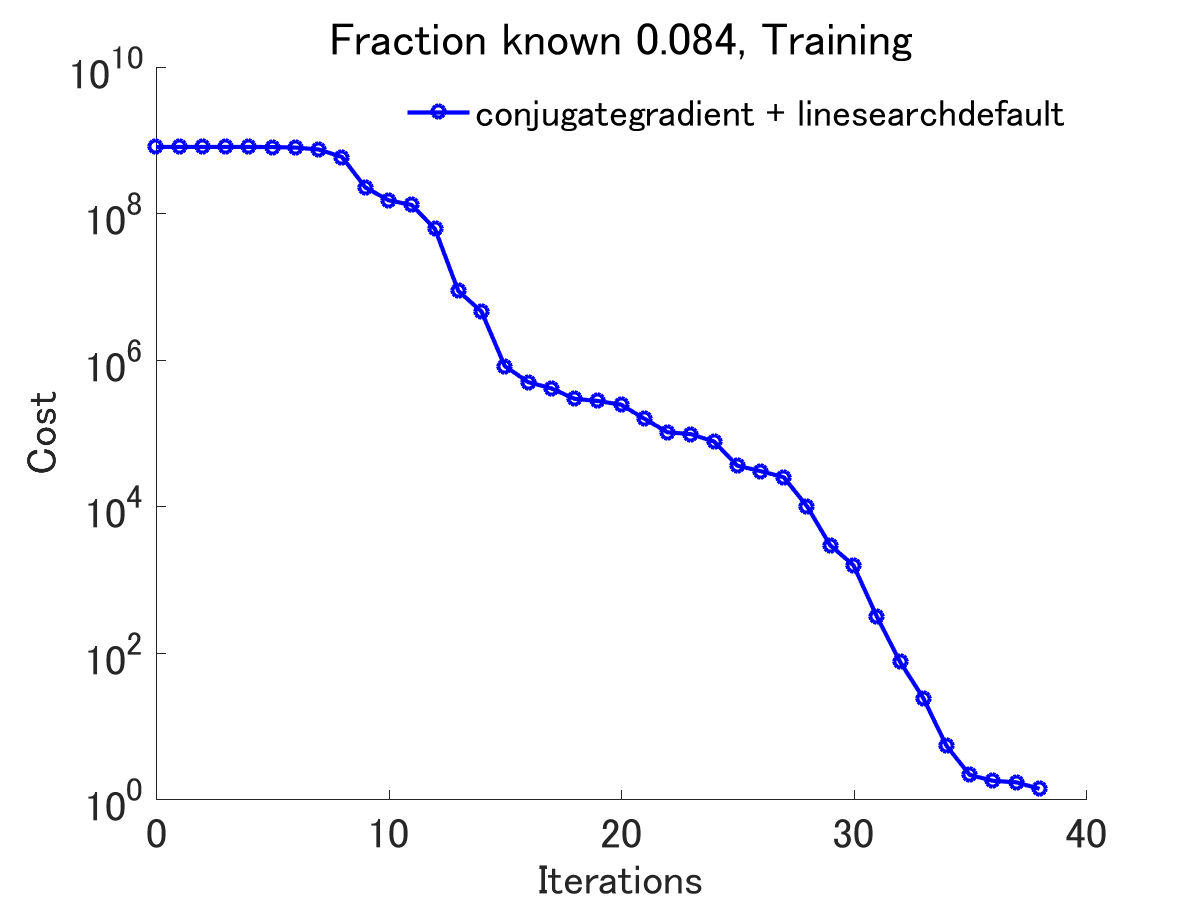 Fraction known 0.084, Training
conjugategradient + linesearchdefault
10^10
10^8
10^6
10^4
10^2
10^0
Cost
0 10 20 30 40
Iterations